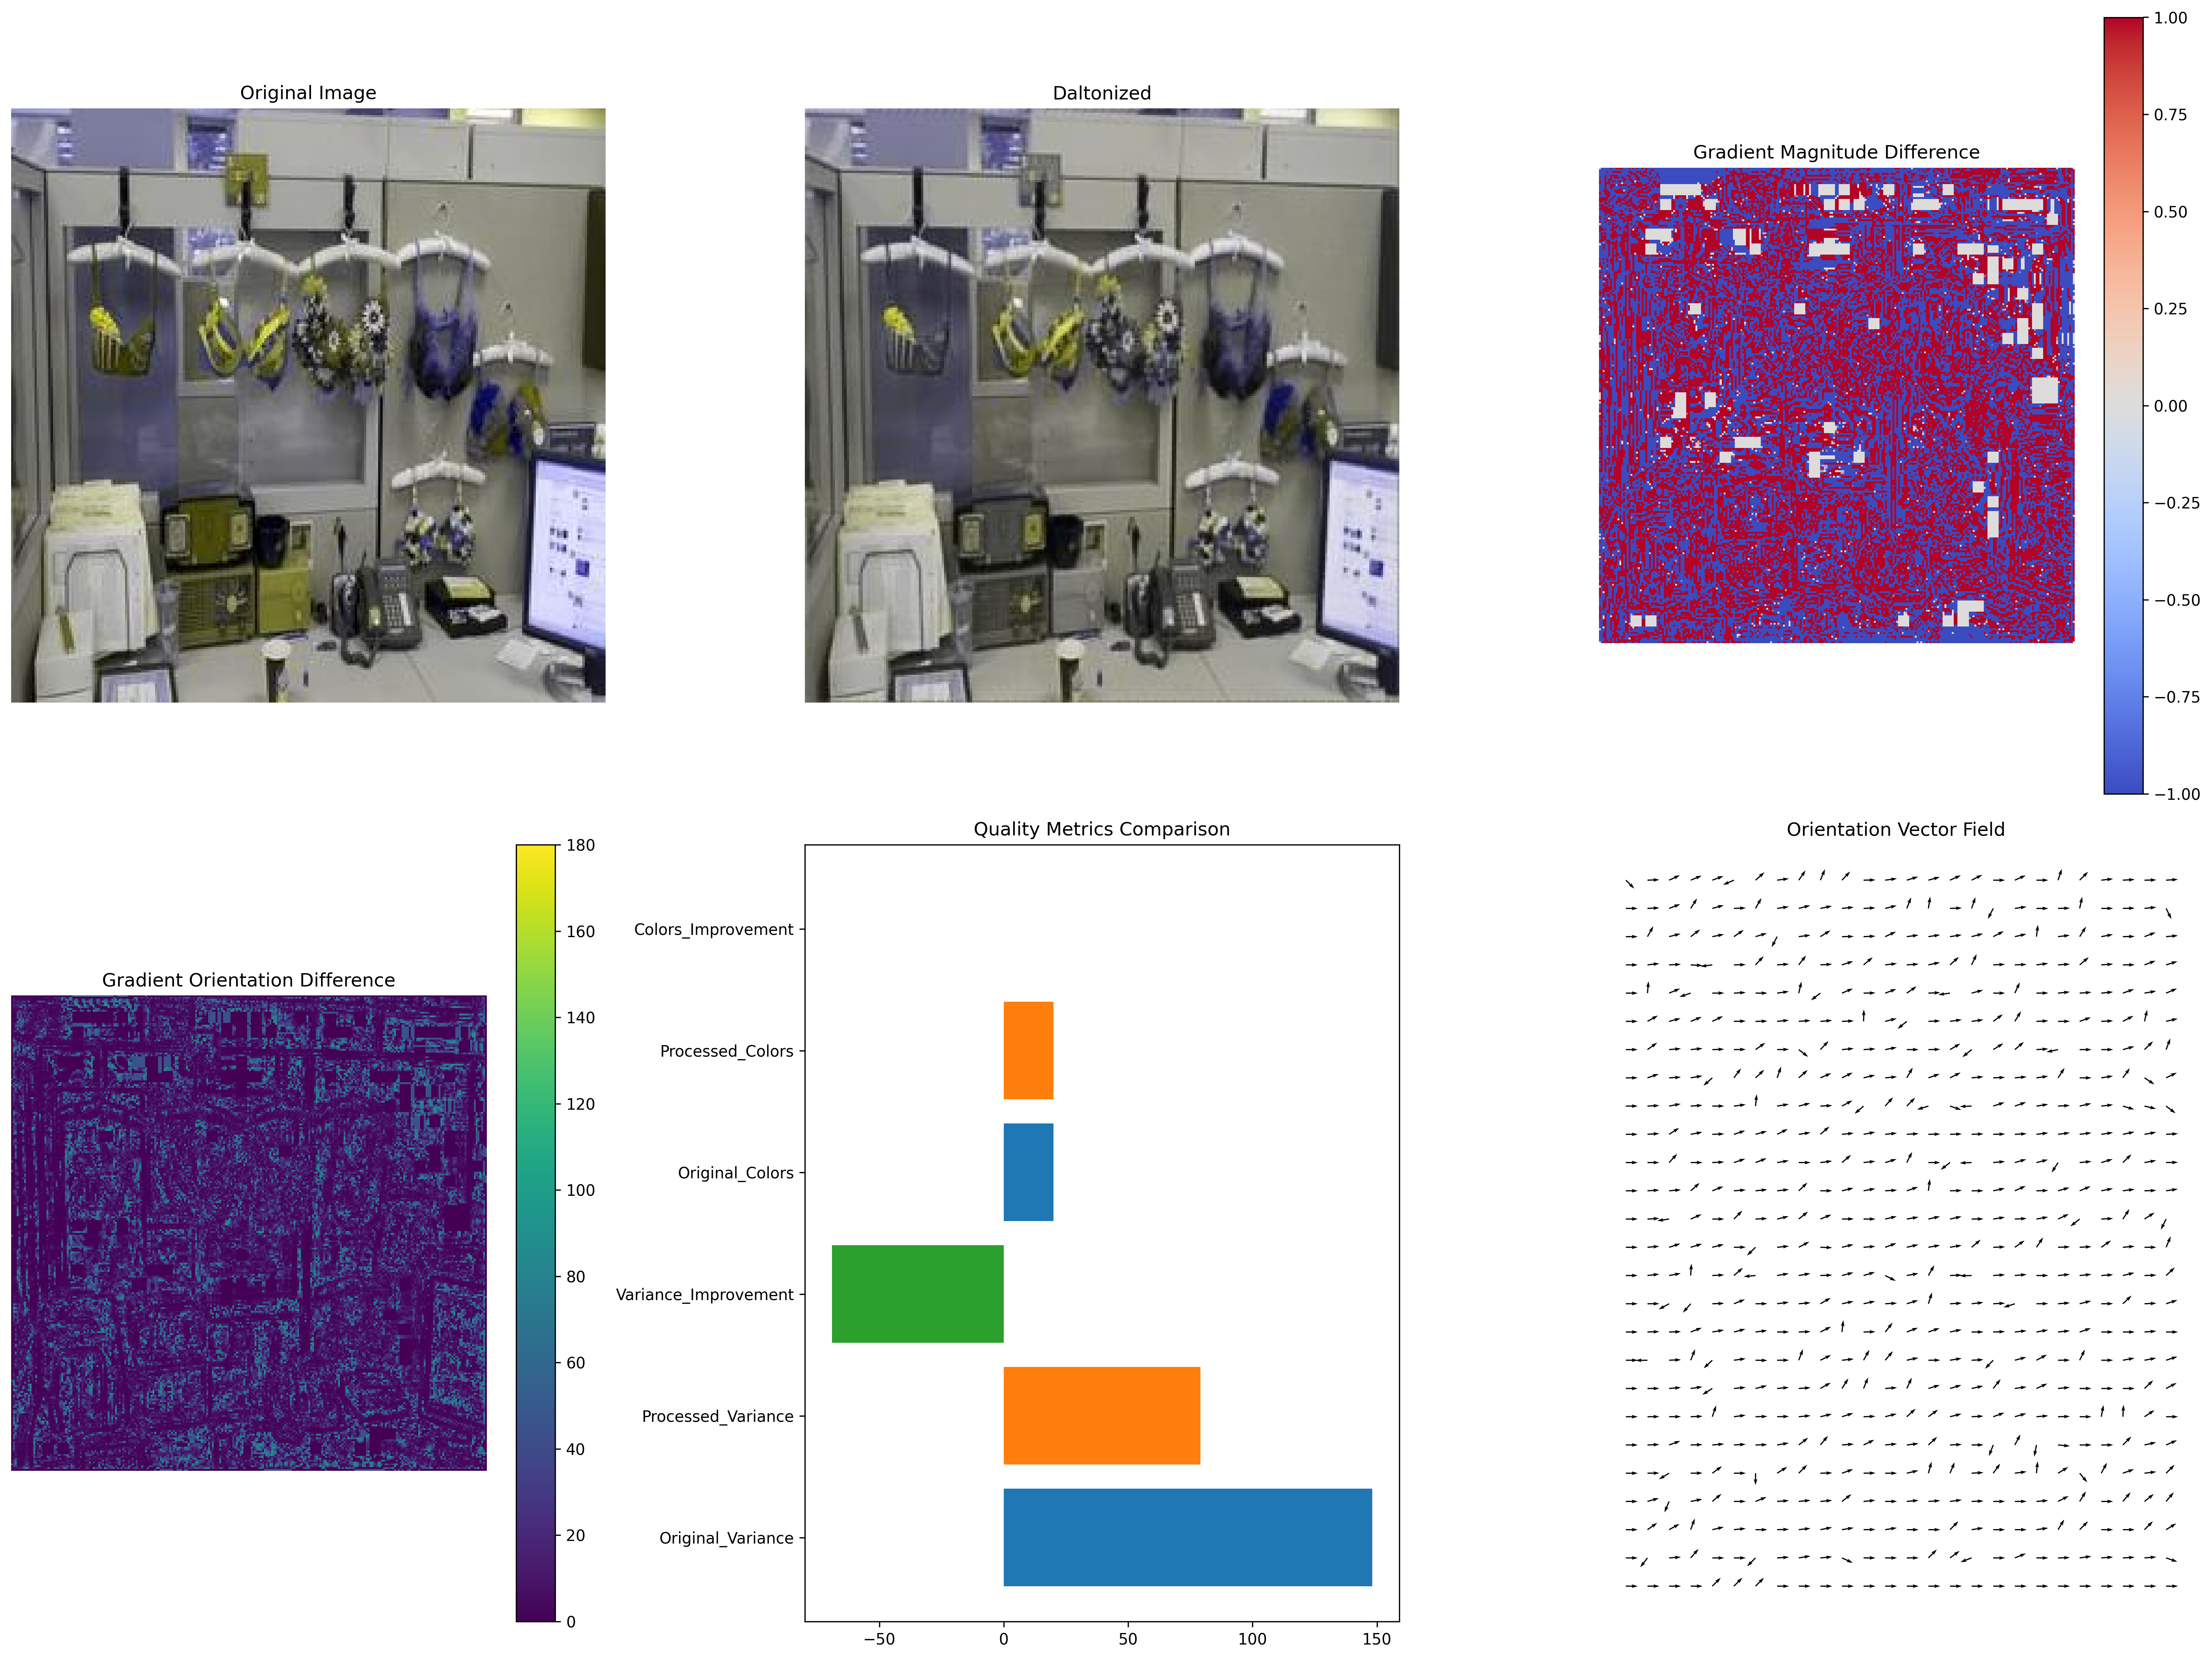 Original Image
Daltonized
Gradient Magnitude Difference
1.00
0.75
0.50
0.25
0.00
−0.25
−0.50
−0.75
−1.00
Gradient Orientation Difference
180
160
140
120
100
80
60
40
20
0
Quality Metrics Comparison
Colors_Improvement
Processed_Colors
Original_Colors
Variance_Improvement
Processed_Variance
Original_Variance
−50 0 50 100 150
Orientation Vector Field